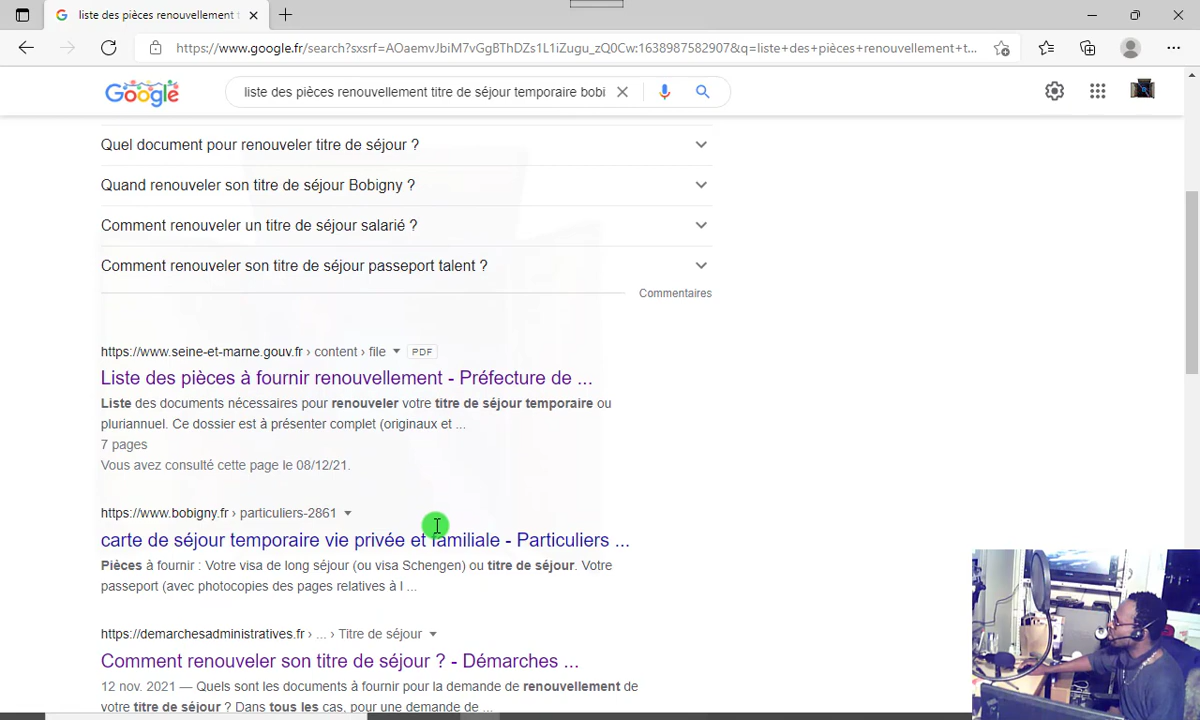 liste des pièces renouvellement t
https://www.google.fr/search?sxsrf=AOaemvJbiM7vGgBThDZs1L1iZugu_zQ0Cw:1638987582907&q=liste+des+pièces+renouvellement+t...
Google
liste des pièces renouvellement titre de séjour temporaire bobi
Quel document pour renouveler titre de séjour ?
Quand renouveler son titre de séjour Bobigny ?
Comment renouveler un titre de séjour salarié ?
Comment renouveler son titre de séjour passeport talent ?
Commentaires
https://www.seine-et-marne.gouv.fr › content › file PDF
Liste des pièces à fournir renouvellement - Préfecture de ...
Liste des documents nécessaires pour renouveler votre titre de séjour temporaire ou
pluriannuel. Ce dossier est à présenter complet (originaux et ...
7 pages
Vous avez consulté cette page le 08/12/21.
https://www.bobigny.fr › particuliers-2861
carte de séjour temporaire vie privée et familiale - Particuliers ...
Pièces à fournir : Votre visa de long séjour (ou visa Schengen) ou titre de séjour. Votre
passeport (avec photocopies des pages relatives à l ...
https://demarchesadministratives.fr › ... › Titre de séjour
Comment renouveler son titre de séjour ? - Démarches ...
12 nov. 2021 — Quels sont les documents à fournir pour la demande de renouvellement de
votre titre de séjour ? Dans tous les cas, pour une demande de ...